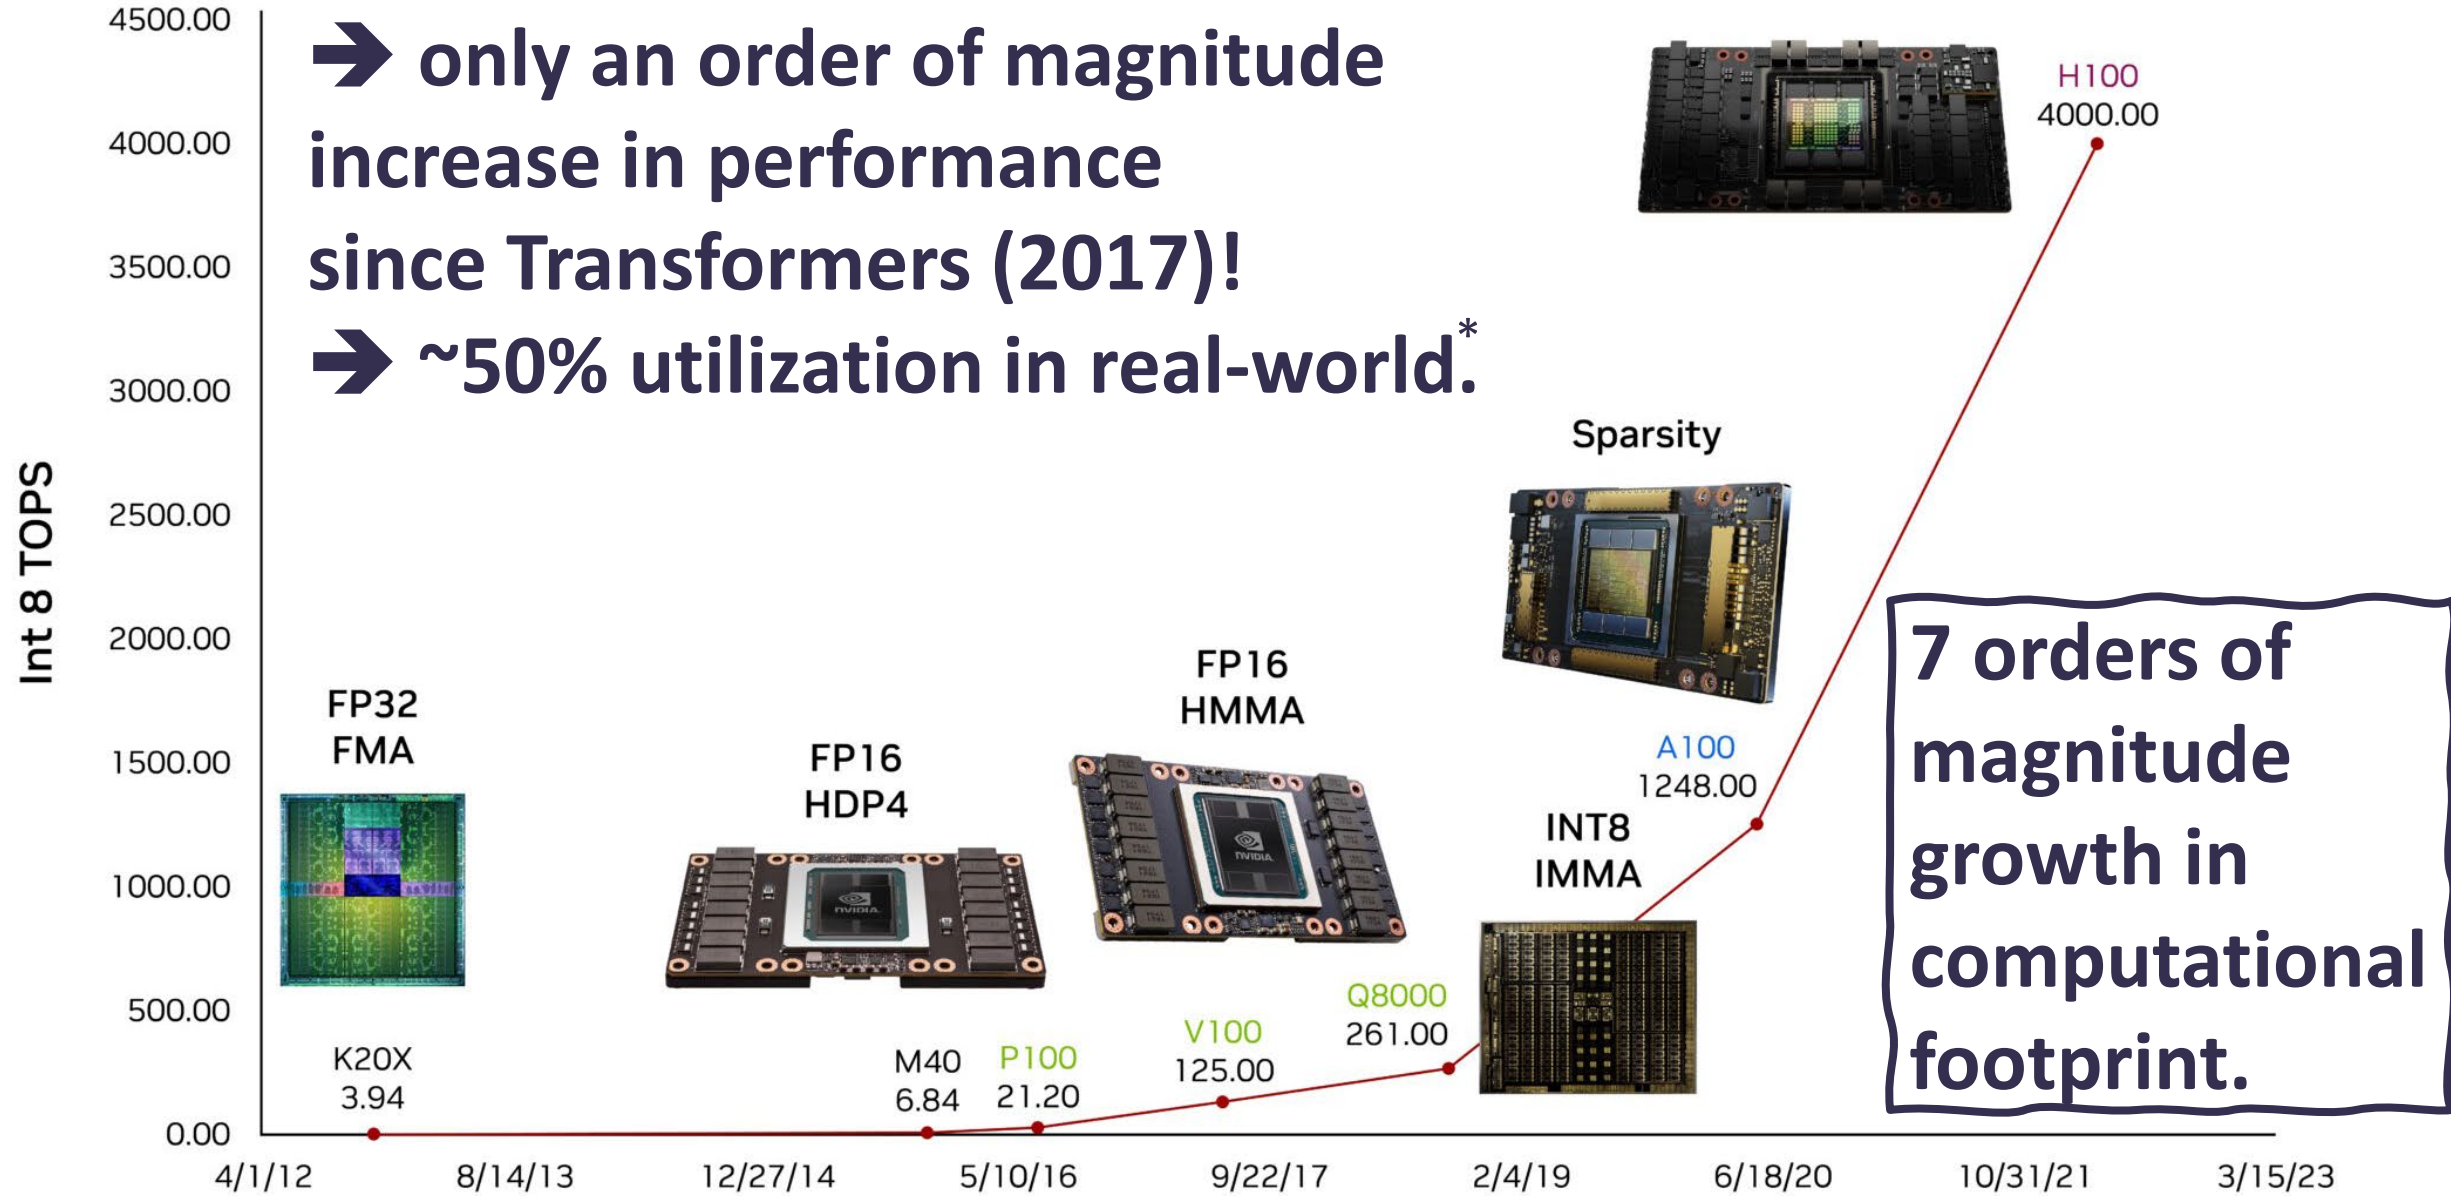 ➔ only an order of magnitude
increase in performance
since Transformers (2017)!
➔ ~50% utilization in real-world.*
4500.00
4000.00
3500.00
3000.00
2500.00
2000.00
1500.00
1000.00
500.00
0.00
Int 8 TOPS
H100
4000.00
Sparsity
A100
1248.00
INT8
IMMA
FP16
HMMA
FP16
HDP4
FP32
FMA
NVIDIA
NVIDIA
K20X
3.94
M40
6.84
P100
21.20
V100
125.00
Q8000
261.00
7 orders of
magnitude
growth in
computational
footprint.
4/1/12
8/14/13
12/27/14
5/10/16
9/22/17
2/4/19
6/18/20
10/31/21
3/15/23